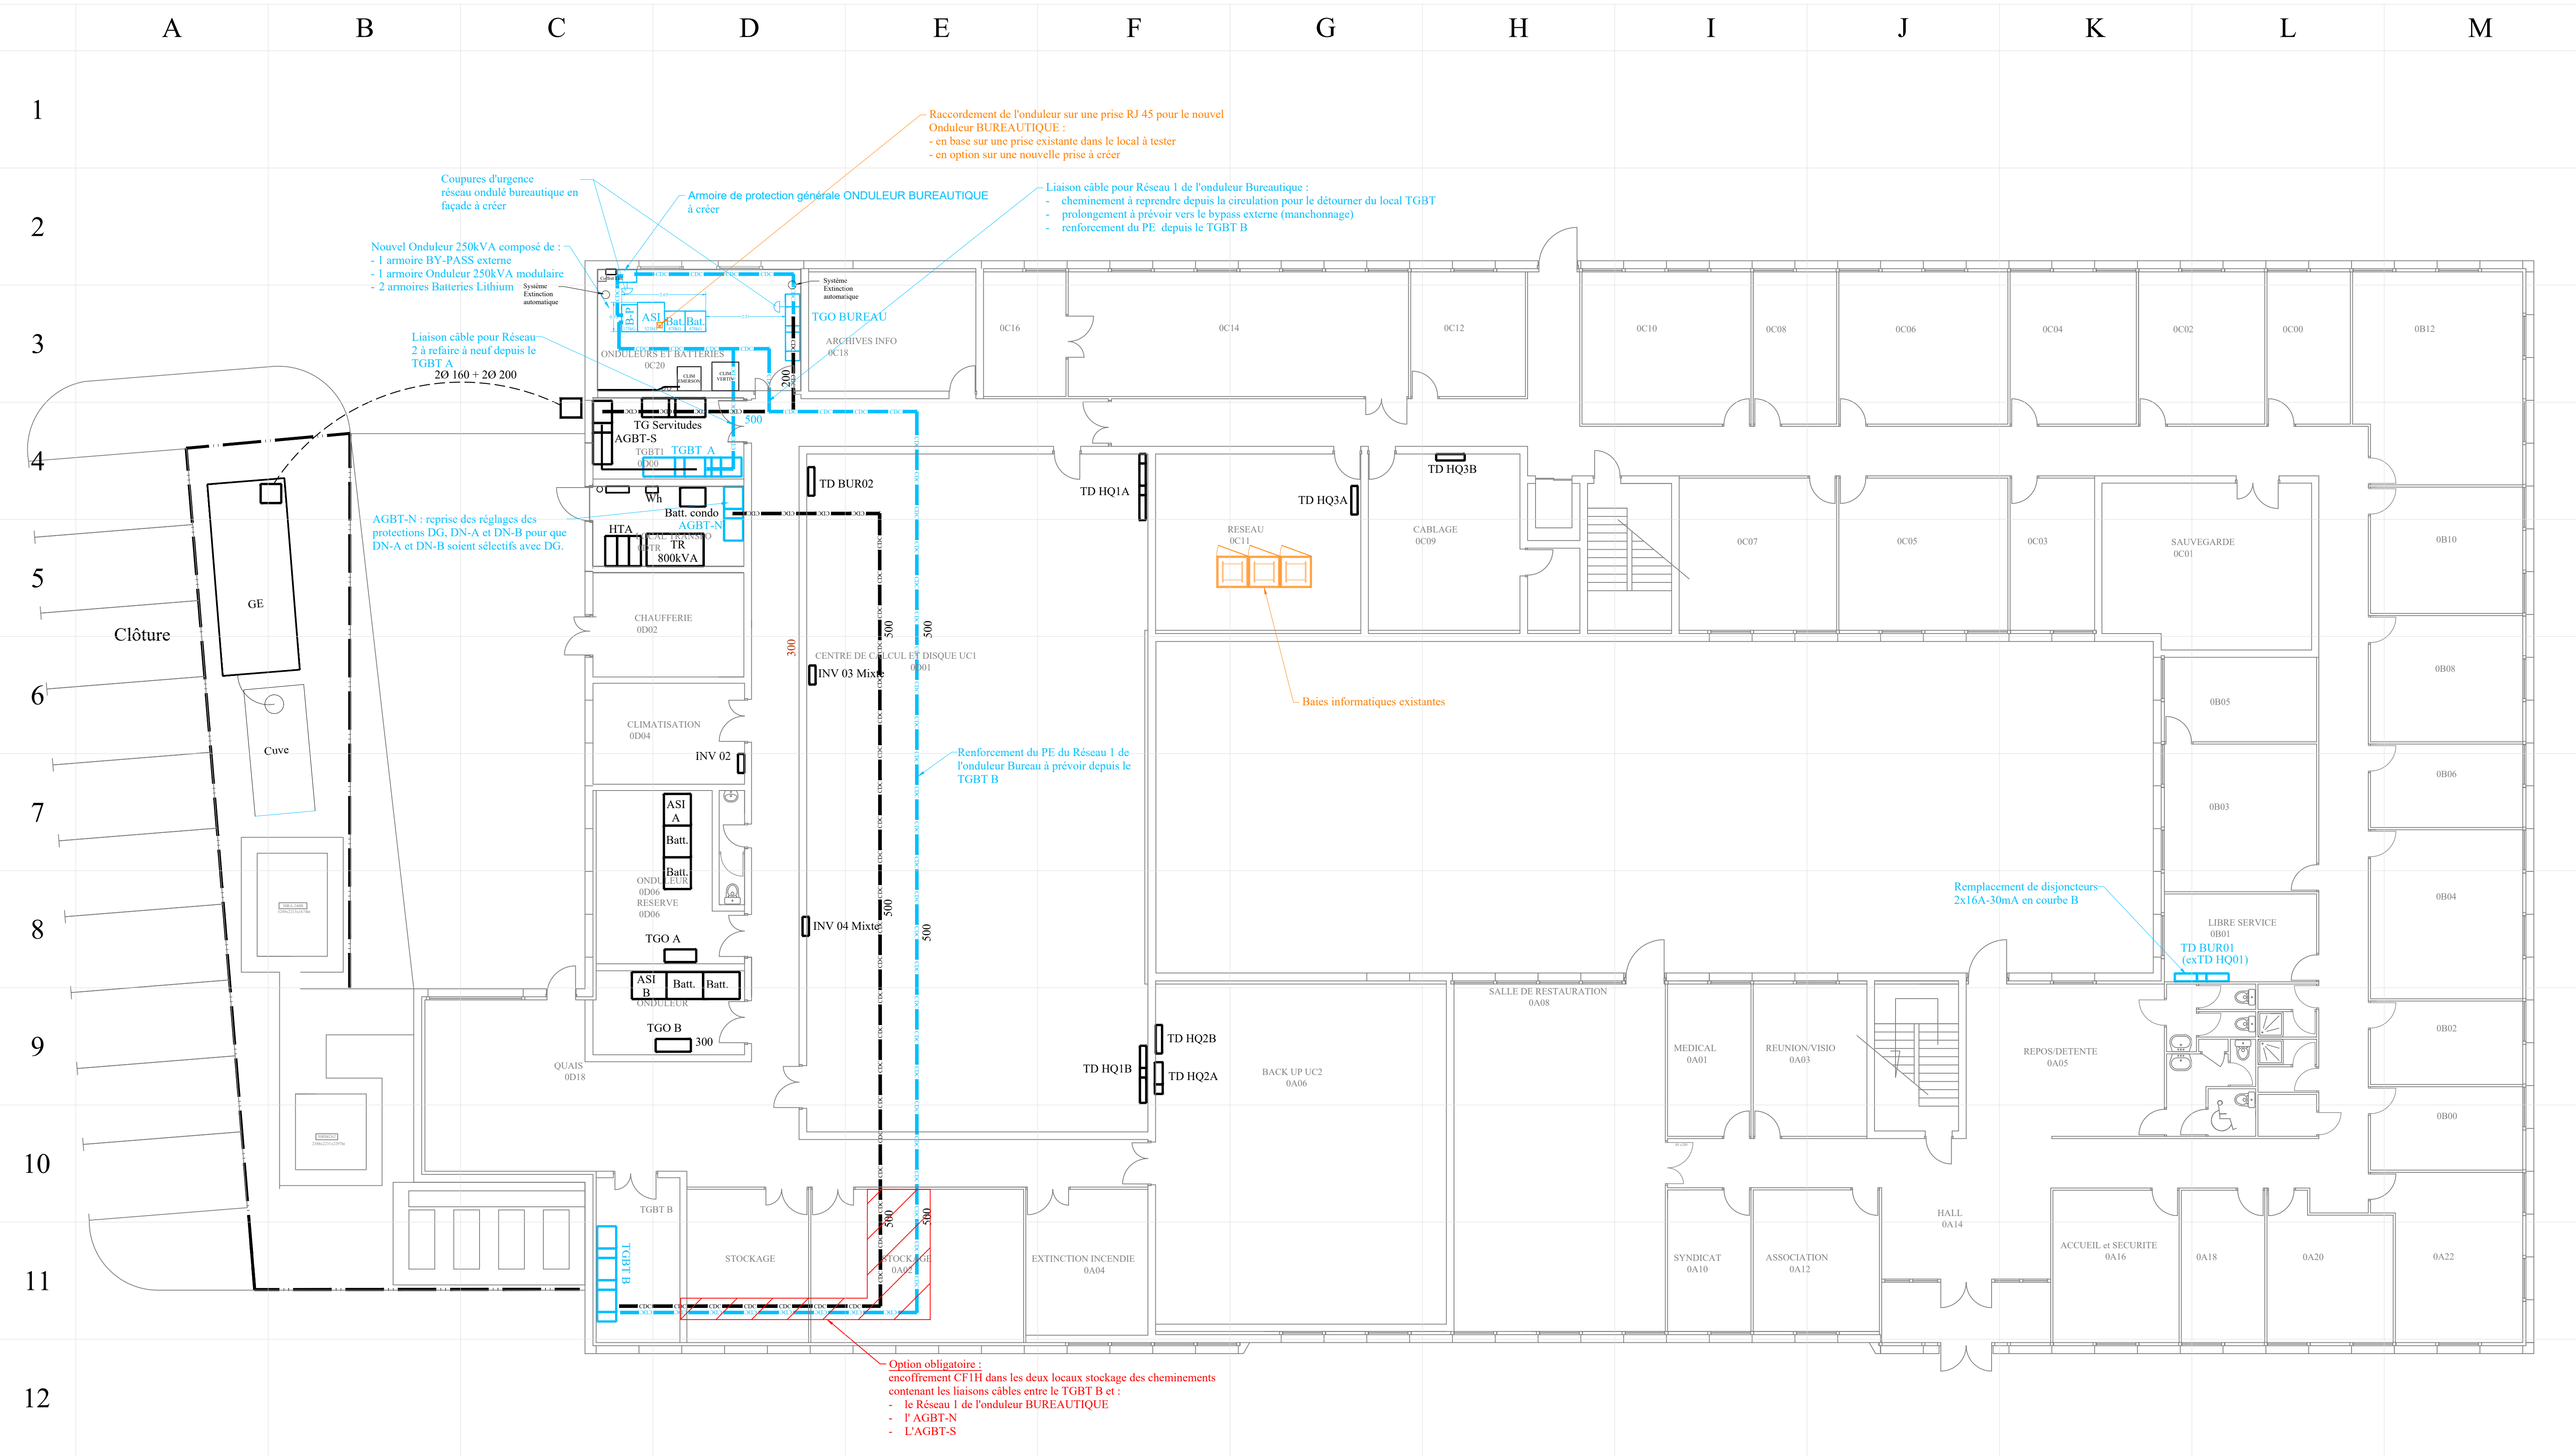 A B C D E F G H I J K L M
1
Raccordement de l'onduleur sur une prise RJ 45 pour le nouvel
Onduleur BUREAUTIQUE :
- en base sur une prise existante dans le local à tester
- en option sur une nouvelle prise à créer
2
Coupures d'urgence
réseau ondulé bureautique en
façade à créer
Armoire de protection générale ONDULEUR BUREAUTIQUE
à créer
Liaison câble pour Réseau 1 de l'onduleur Bureautique :
- cheminement à reprendre depuis la circulation pour le détourner du local TGBT
- prolongement à prévoir vers le bypass externe (manchonnage)
- renforcement du PE depuis le TGBT B
Nouvel Onduleur 250kVA composé de :
- 1 armoire BY-PASS externe
- 1 armoire Onduleur 250kVA modulaire
- 2 armoires Batteries Lithium
Système
Extinction
automatique
Système
Extinction
automatique
3
B-P
ASI
Bat.
Bat.
TGO BUREAU
ARCHIVES INFO
0C18
ONDULEURS ET BATTERIES
0C20
CLIM
EMERSON
CLIM
VERTIV
200
0C16
0C14
0C12
0C10
0C08
0C06
0C04
0C02
0C00
0B12
Liaison câble pour Réseau
2 à refaire à neuf depuis le
TGBT A
2Ø 160 + 2Ø 200
CDC
500
TG Servitudes
AGBT-S
TGBT1
0D00
TGBT A
4
TD BUR02
TD HQ1A
TD HQ3A
TD HQ3B
Wh
Batt. condo
AGBT-N
AGBT-N : reprise des réglages des
protections DG, DN-A et DN-B pour que
DN-A et DN-B soient sélectifs avec DG.
HTA
LOCAL TRANSFO
0DTR
TR
800kVA
RESEAU
0C11
CABLAGE
0C09
0C07
0C05
0C03
SAUVEGARDE
0C01
0B10
5
GE
Clôture
CHAUFFERIE
0D02
300
500
500
CENTRE DE CALCUL ET DISQUE UC1
0D01
INV 03 Mixte
0B08
6
Baies informatiques existantes
0B05
CLIMATISATION
0D04
INV 02
Cuve
Renforcement du PE du Réseau 1 de
l'onduleur Bureau à prévoir depuis le
TGBT B
0B06
7
ASI
A
Batt.
Batt.
0B03
ONDULEUR
0D06
RESERVE
0D06
500
500
INV 04 Mixte
Remplacement de disjoncteurs
2x16A-30mA en courbe B
0B04
8
LIBRE SERVICE
0B01
TD BUR01
(exTD HQ01)
TGO A
ASI
B
Batt.
Batt.
ONDULEUR
SALLE DE RESTAURATION
0A08
TGO B
300
TD HQ2B
TD HQ1B
TD HQ2A
9
QUAIS
0D18
BACK UP UC2
0A06
MEDICAL
0A01
REUNION/VISIO
0A03
REPOS/DETENTE
0A05
0B02
0B00
10
TGBT B
500
500
HALL
0A14
TGBT B
STOCKAGE
STOCKAGE
0A02
EXTINCTION INCENDIE
0A04
SYNDICAT
0A10
ASSOCIATION
0A12
ACCUEIL et SECURITE
0A16
0A18
0A20
0A22
11
Option obligatoire :
encoffrement CF1H dans les deux locaux stockage des cheminements
contenant les liaisons câbles entre le TGBT B et :
- le Réseau 1 de l'onduleur BUREAUTIQUE
- l' AGBT-N
- L'AGBT-S
12